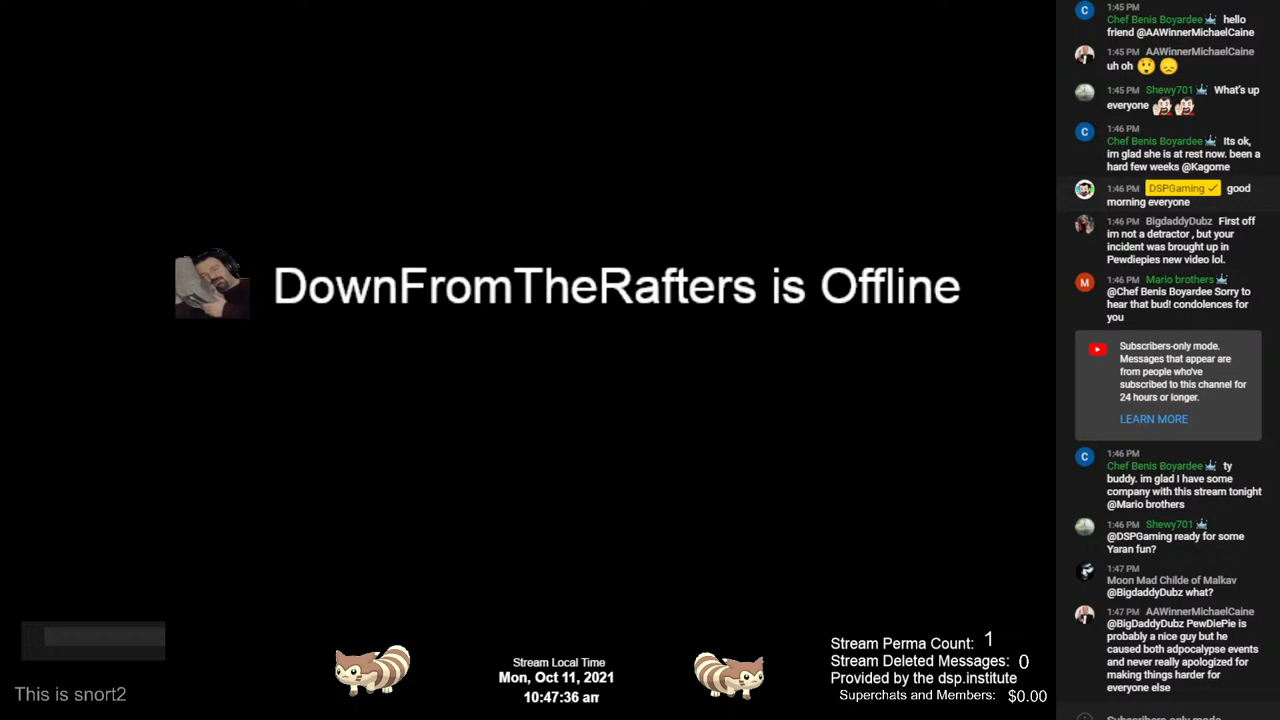 DownFromTheRafters is Offline
This is snort2
Stream Local Time
Mon, Oct 11, 2021
10:47:36 am
Stream Perma Count: 1
Stream Deleted Messages: 0
Provided by the dsp.institute
Superchats and Members: $0.00
1:45 PM
Chef Benis Boyardee hello
friend @AAWinnerMichaelCaine
1:45 PM AAWinnerMichaelCaine
uh oh
1:45 PM Shewy701 What's up
everyone
1:46 PM
Chef Benis Boyardee Its ok,
im glad she is at rest now. been a
hard few weeks @Kagome
1:46 PM DSPGaming good
morning everyone
1:46 PM BigdaddyDubz First off
im not a detractor , but your
incident was brought up in
Pewdiepies new video lol.
1:46 PM Mario brothers
@Chef Benis Boyardee Sorry to
hear that bud! condolences for
you
Subscribers-only mode.
Messages that appear are
from people who've
subscribed to this channel for
24 hours or longer.
LEARN MORE
1:46 PM
Chef Benis Boyardee ty
buddy. im glad I have some
company with this stream tonight
@Mario brothers
1:46 PM Shewy701
@DSPGaming ready for some
Yaran fun?
1:47 PM
Moon Mad Childe of Malkav
@BigdaddyDubz what?
1:47 PM AAWinnerMichaelCaine
@BigDaddyDubz PewDiePie is
probably a nice guy but he
caused both adpocalypse events
and never really apologized for
making things harder for
everyone else
Subscribers-only mode.